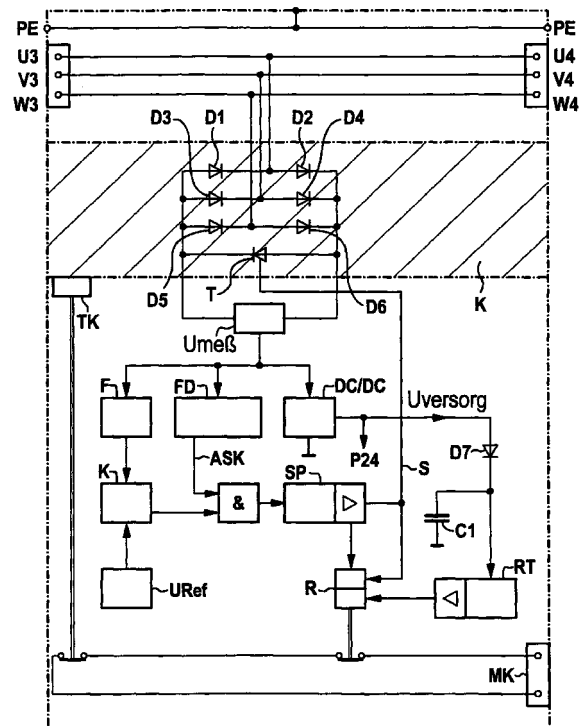 PE PE
U3 U4
V3 V4
W3 W4
D1 D2
D3 D4
D5 T D6 K
TK
Umeß
F FD DC/DC
Uversorg
ASK P24 S D7
K & SP
C1
URef R RT
MK